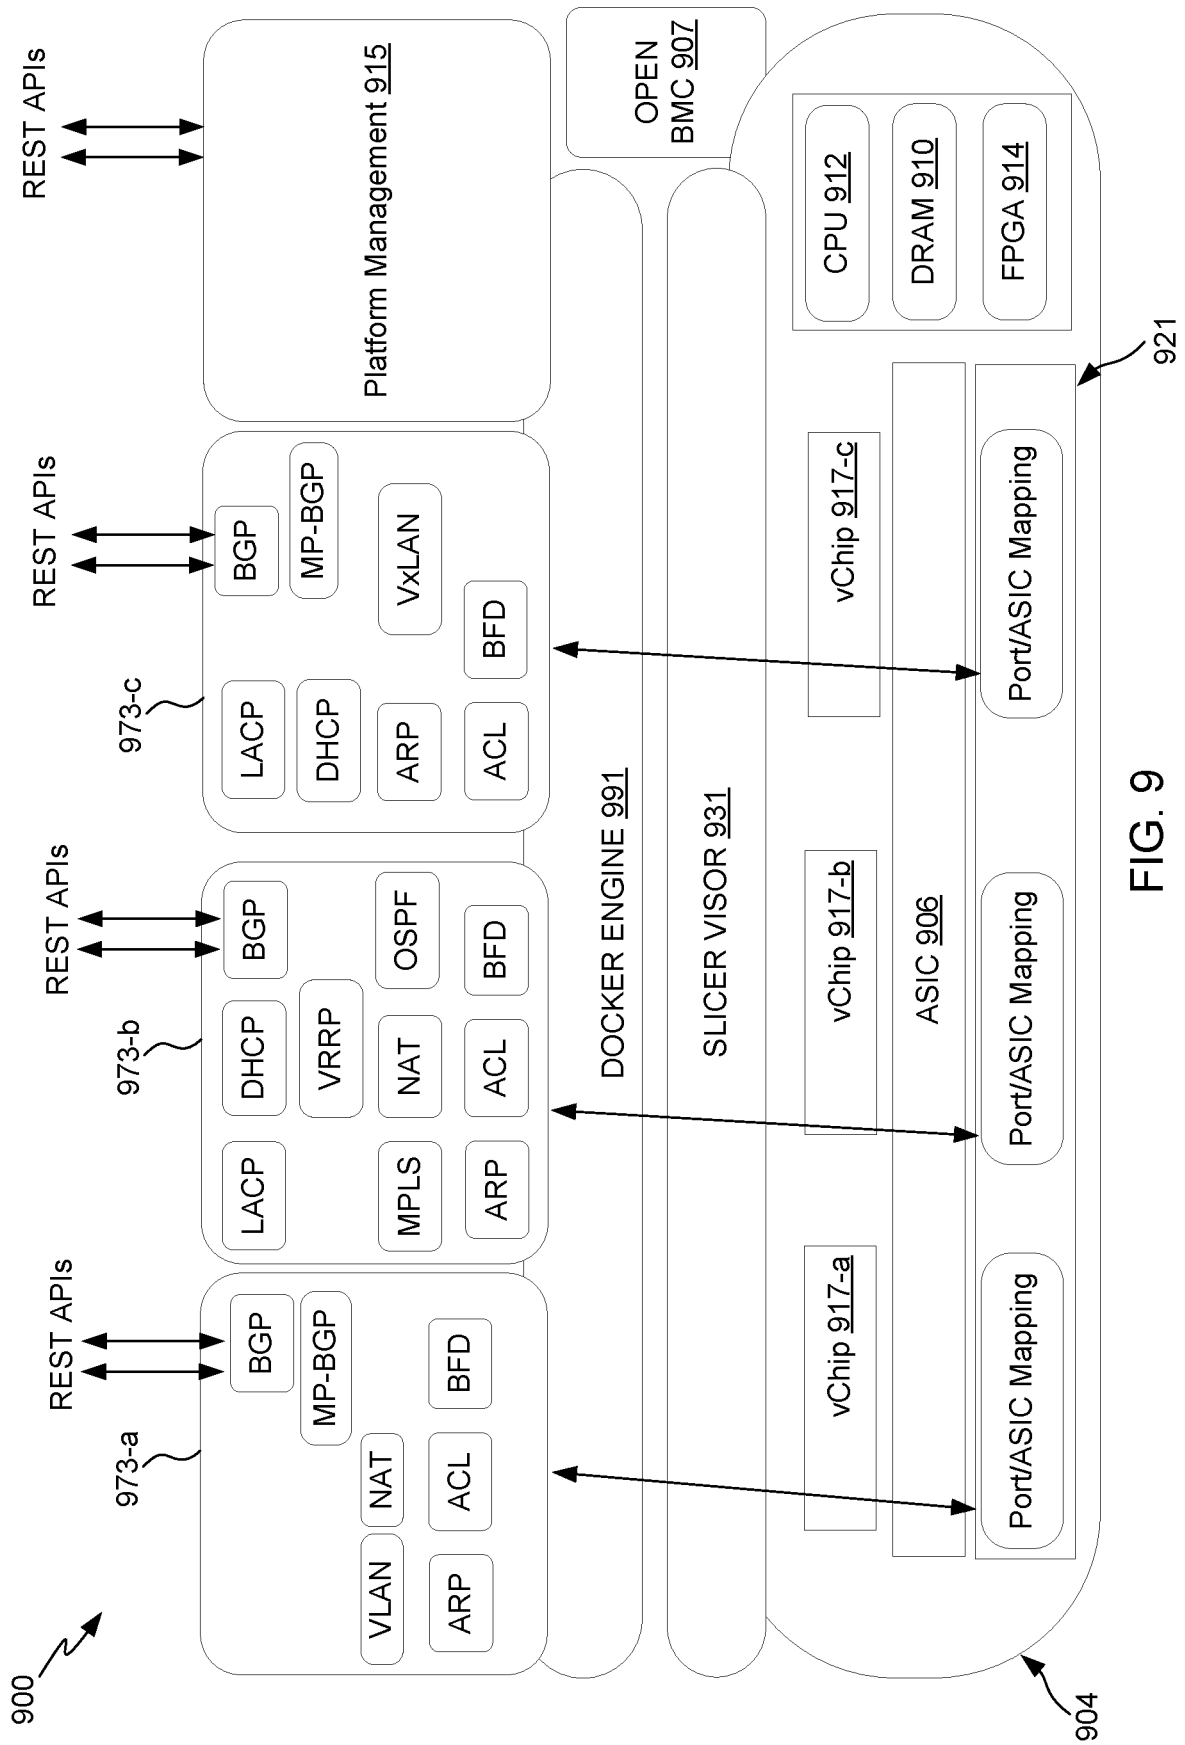 900
REST APIs
REST APIs
REST APIs
REST APIs
973-a
973-b
973-c
BGP
MP-BGP
VLAN
NAT
ARP
ACL
BFD
LACP
DHCP
BGP
VRRP
MPLS
NAT
OSPF
ARP
ACL
BFD
LACP
BGP
DHCP
MP-BGP
ARP
VxLAN
ACL
BFD
Platform Management 915
DOCKER ENGINE 991
OPEN
BMC 907
SLICER VISOR 931
vChip 917-a
vChip 917-b
vChip 917-c
ASIC 906
Port/ASIC Mapping
Port/ASIC Mapping
Port/ASIC Mapping
CPU 912
DRAM 910
FPGA 914
904
921
FIG. 9